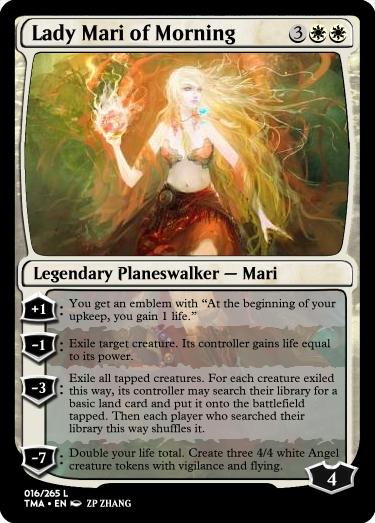 Lady Mari of Morning 3
Legendary Planeswalker — Mari
+1: You get an emblem with “At the beginning of your
upkeep, you gain 1 life.”
-1: Exile target creature. Its controller gains life equal
to its power.
-3: Exile all tapped creatures. For each creature exiled
this way, its controller may search their library for a
basic land card and put it onto the battlefield
tapped. Then each player who searched their
library this way shuffles it.
-7: Double your life total. Create three 4/4 white Angel
creature tokens with vigilance and flying.
4
016/265 L
TMA • EN ZP ZHANG